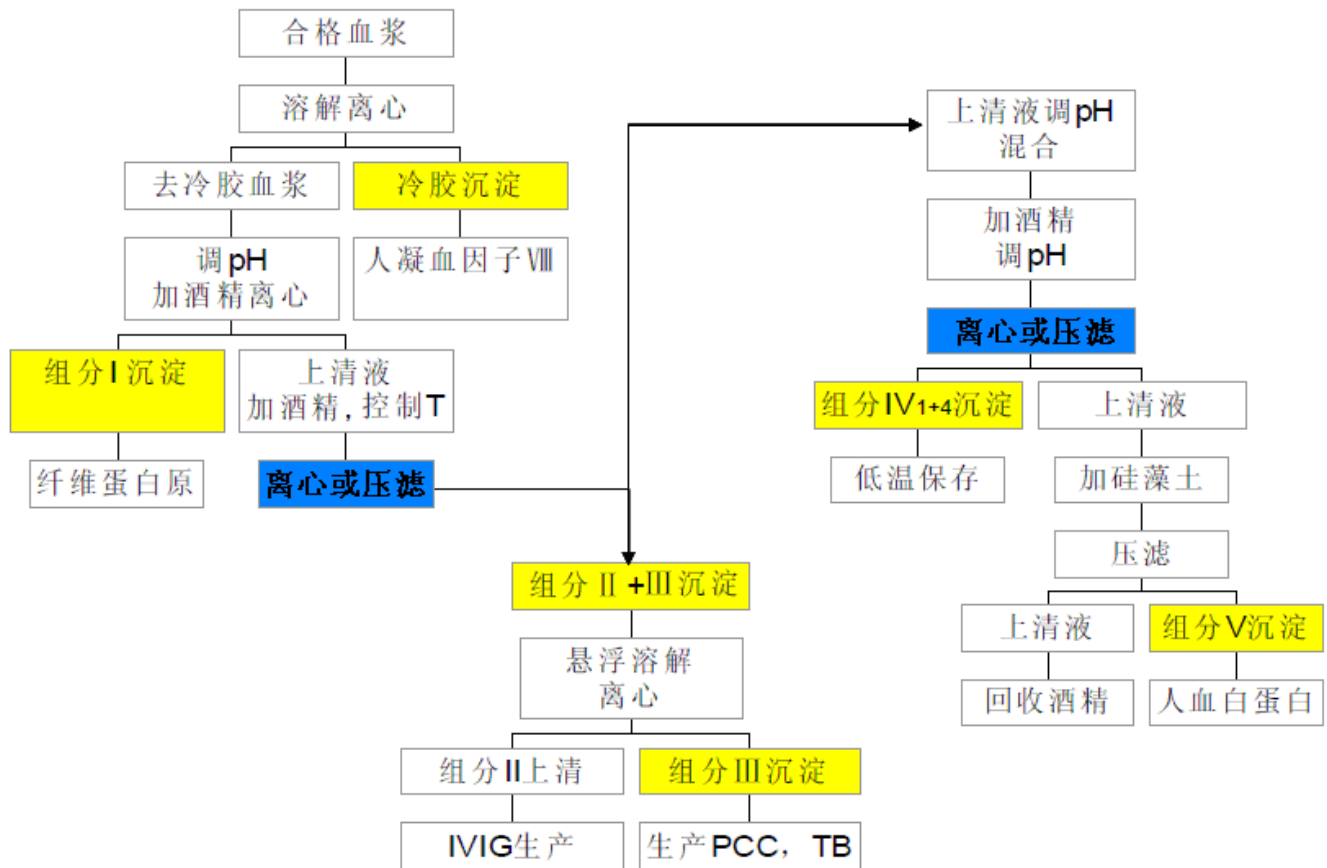 合格血浆
溶解离心
去冷胶血浆
冷胶沉淀
调pH
加酒精离心
人凝血因子Ⅷ
组分I沉淀
上清液
加酒精,控制T
纤维蛋白原
离心或压滤
组分Ⅱ+Ⅲ沉淀
悬浮溶解
离心
组分II上清
组分Ⅲ沉淀
IVIG生产
生产PCC，TB
上清液调pH
混合
加酒精
调pH
离心或压滤
组分IV1+4沉淀
上清液
低温保存
加硅藻土
压滤
上清液
组分V沉淀
回收酒精
人血白蛋白